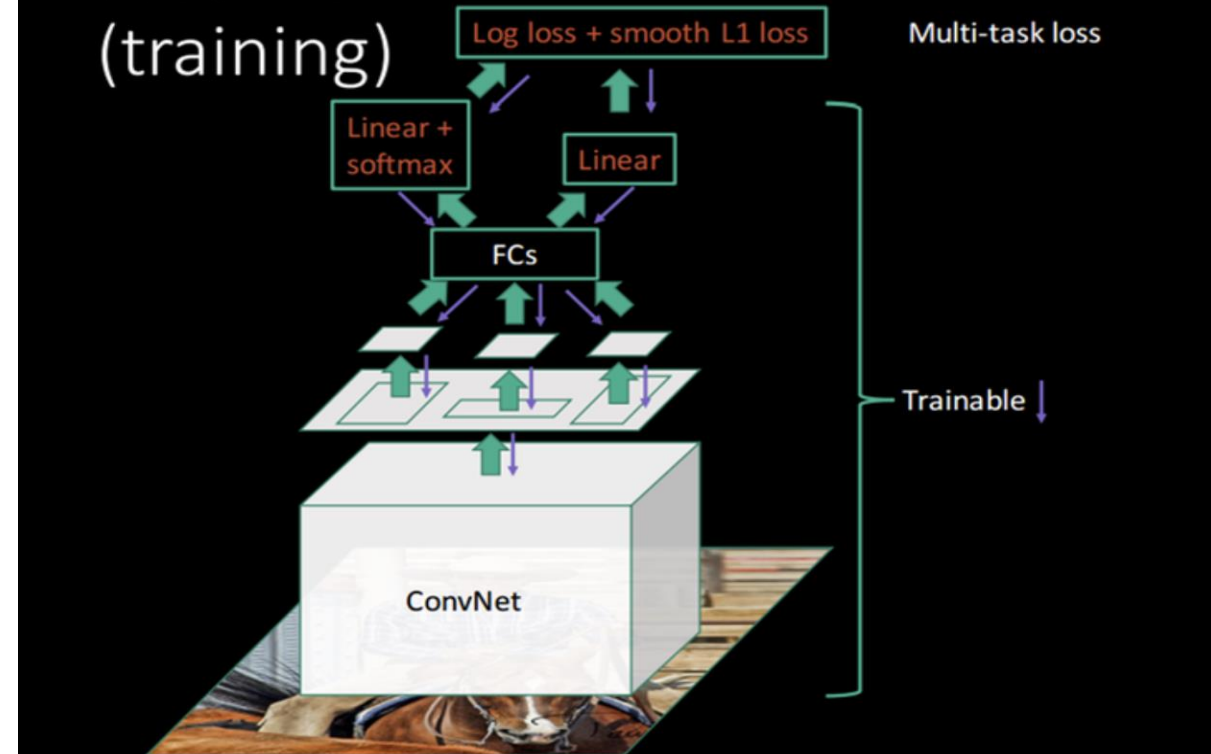 (training)
Log loss + smooth L1 loss
Multi-task loss
Linear +
softmax
Linear
FCs
Trainable
ConvNet